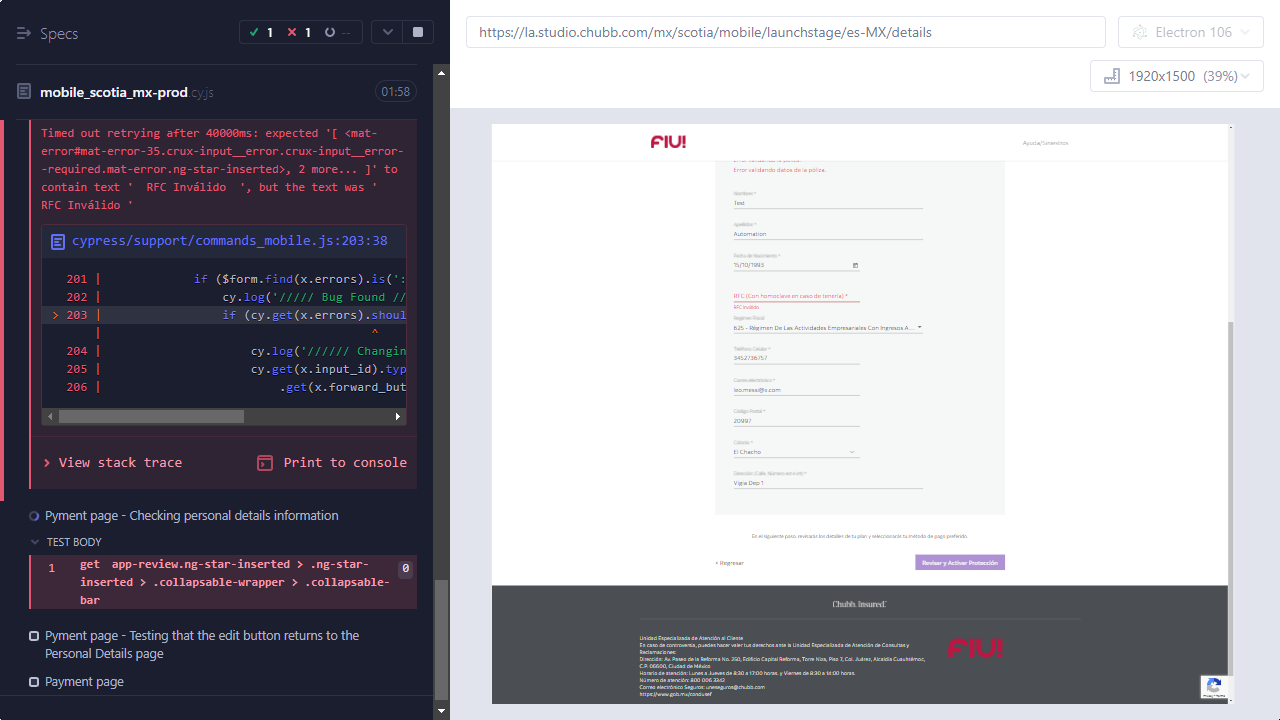 Specs
1
1
--
mobile_scotia_mx-prod.cy.js
01:58
Timed out retrying after 40000ms: expected '[ <mat-
error#mat-error-35.crux-input__error.crux-input__error-
-required.mat-error.ng-star-inserted>, 2 more... ]' to
contain text '  RFC Inválido  ', but the text was '
RFC Inválido '
cypress/support/commands_mobile.js:203:38
201 | if ($form.find(x.errors).is(':
202 | cy.log('///// Bug Found //
203 | if (cy.get(x.errors).shoul
| ^
204 | cy.log('////// Changin
205 | cy.get(x.input_id).typ
206 | .get(x.forward_but
View stack trace
Print to console
Pyment page - Checking personal details information
TEST BODY
1 get app-review.ng-star-inserted > .ng-star-
inserted > .collapsable-wrapper > .collapsable-
bar
0
Pyment page - Testing that the edit button returns to the
Personal Details page
Paymenpage
https://la.studio.chubb.com/mx/scotia/mobile/launchstage/es-MX/details
Electron 106
1920x1500 (39%)
FIU!
Ayuda/Siniestros
Error validando datos de la póliza.
Nombres *
Test
Apellidos *
Automation
Fecha de Nacimiento *
15/10/1993
RFC (Con homoclave en caso de tenerla) *
RFC Inválido
Régimen Fiscal
625 - Régimen De Las Actividades Empresariales Con Ingresos A ...
Teléfono Celular *
3452736757
Correo electrónico *
leo.messi@x.com
Código Postal *
20997
Colonia *
El Chacho
Dirección (Calle, Número ext e int) *
Vigia Dep 1
En el siguiente paso, revisarás los detalles de tu plan y seleccionarás tu método de pago preferido.
< Regresar
Revisar y Activar Protección
Chubb. Insured.
Unidad Especializada de Atención al Cliente
En caso de controversia, puedes hacer valer tus derechos ante la Unidad Especializada de Atención de Consultas y
Reclamaciones:
Dirección: Av. Paseo de la Reforma No. 250, Edificio Capital Reforma, Torre Niza, Piso 7, Col. Juárez, Alcaldía Cuauhtémoc,
C.P. 06600, Ciudad de México
Horario de atención: Lunes a Jueves de 8:30 a 17:00 horas. y Viernes de 8:30 a 14:00 horas
Número de atención: 800 006 3342
Correo electrónico Seguros: uneseguros@chubb.com
https://www.gob.mx/condusef
FIU!